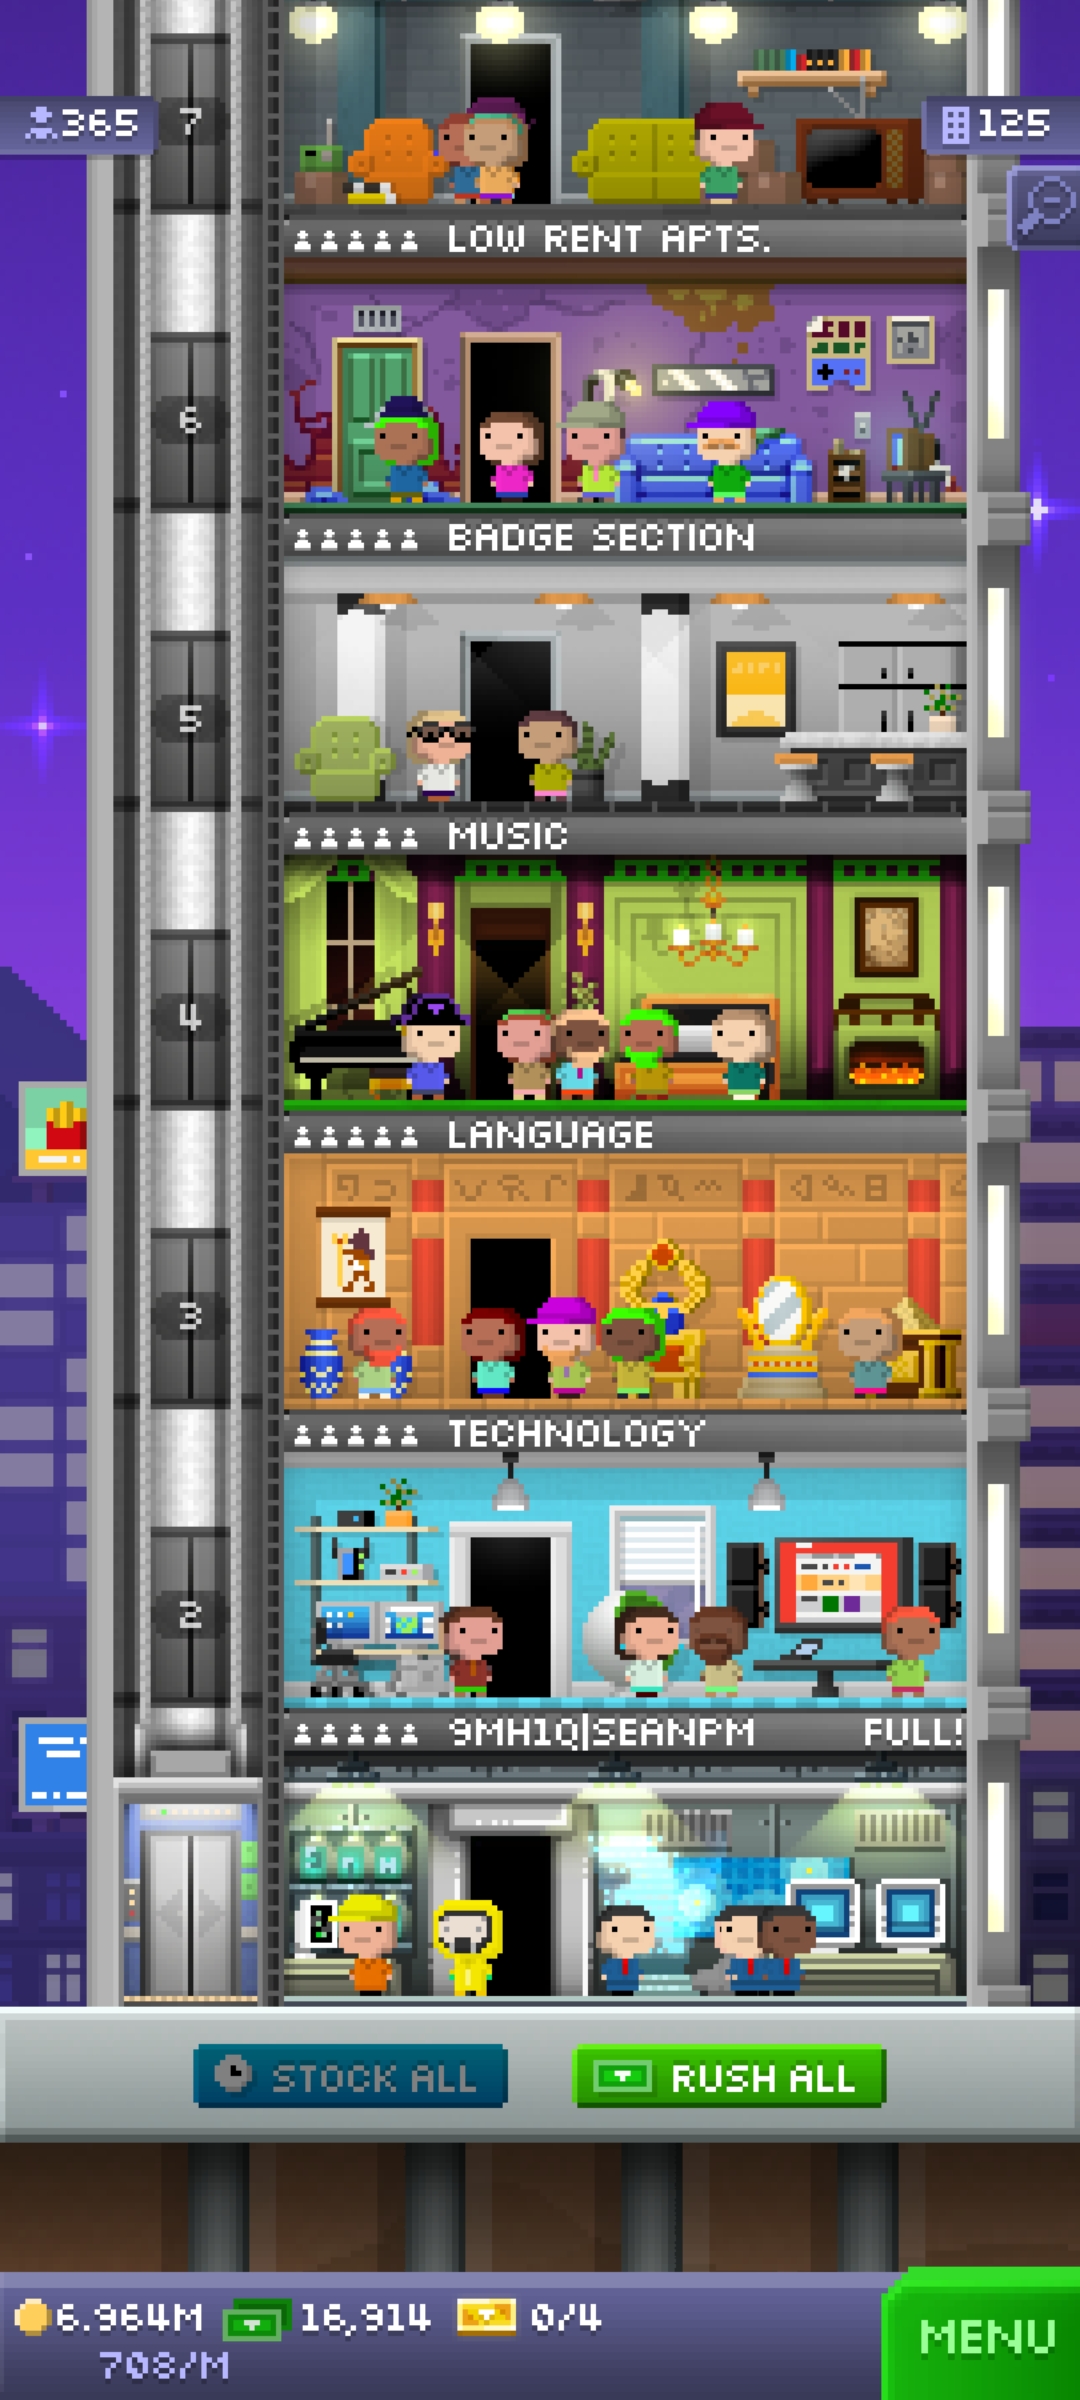 365
7
125
LOW RENT APTS.
6
BADGE SECTION
5
MUSIC
4
LANGUAGE
3
TECHNOLOGY
2
9MH1Q|SEANPM FULL!
STOCK ALL
RUSH ALL
6.964M 16,914 0/4
708/M
MENU